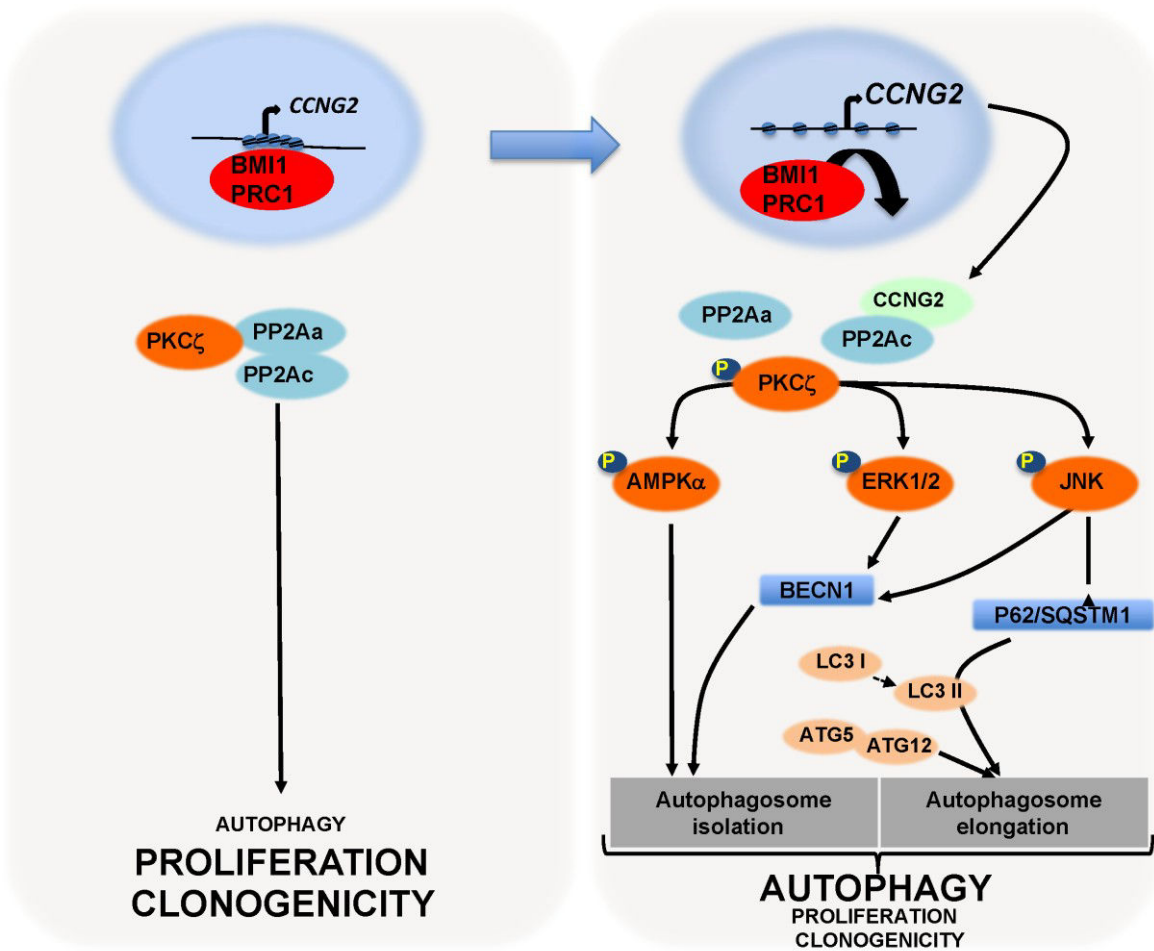 CCNG2
BMI1
PRC1
PKCζ
PP2Aa
PP2Ac
AUTOPHAGY
PROLIFERATION
CLONOGENICITY
CCNG2
BMI1
PRC1
CCNG2
PP2Aa
PP2Ac
P
PKCζ
P
AMPKα
P
ERK1/2
P
JNK
BECN1
P62/SQSTM1
LC3 I
LC3 II
ATG5
ATG12
Autophagosome
isolation
Autophagosome
elongation
AUTOPHAGY
PROLIFERATION
CLONOGENICITY